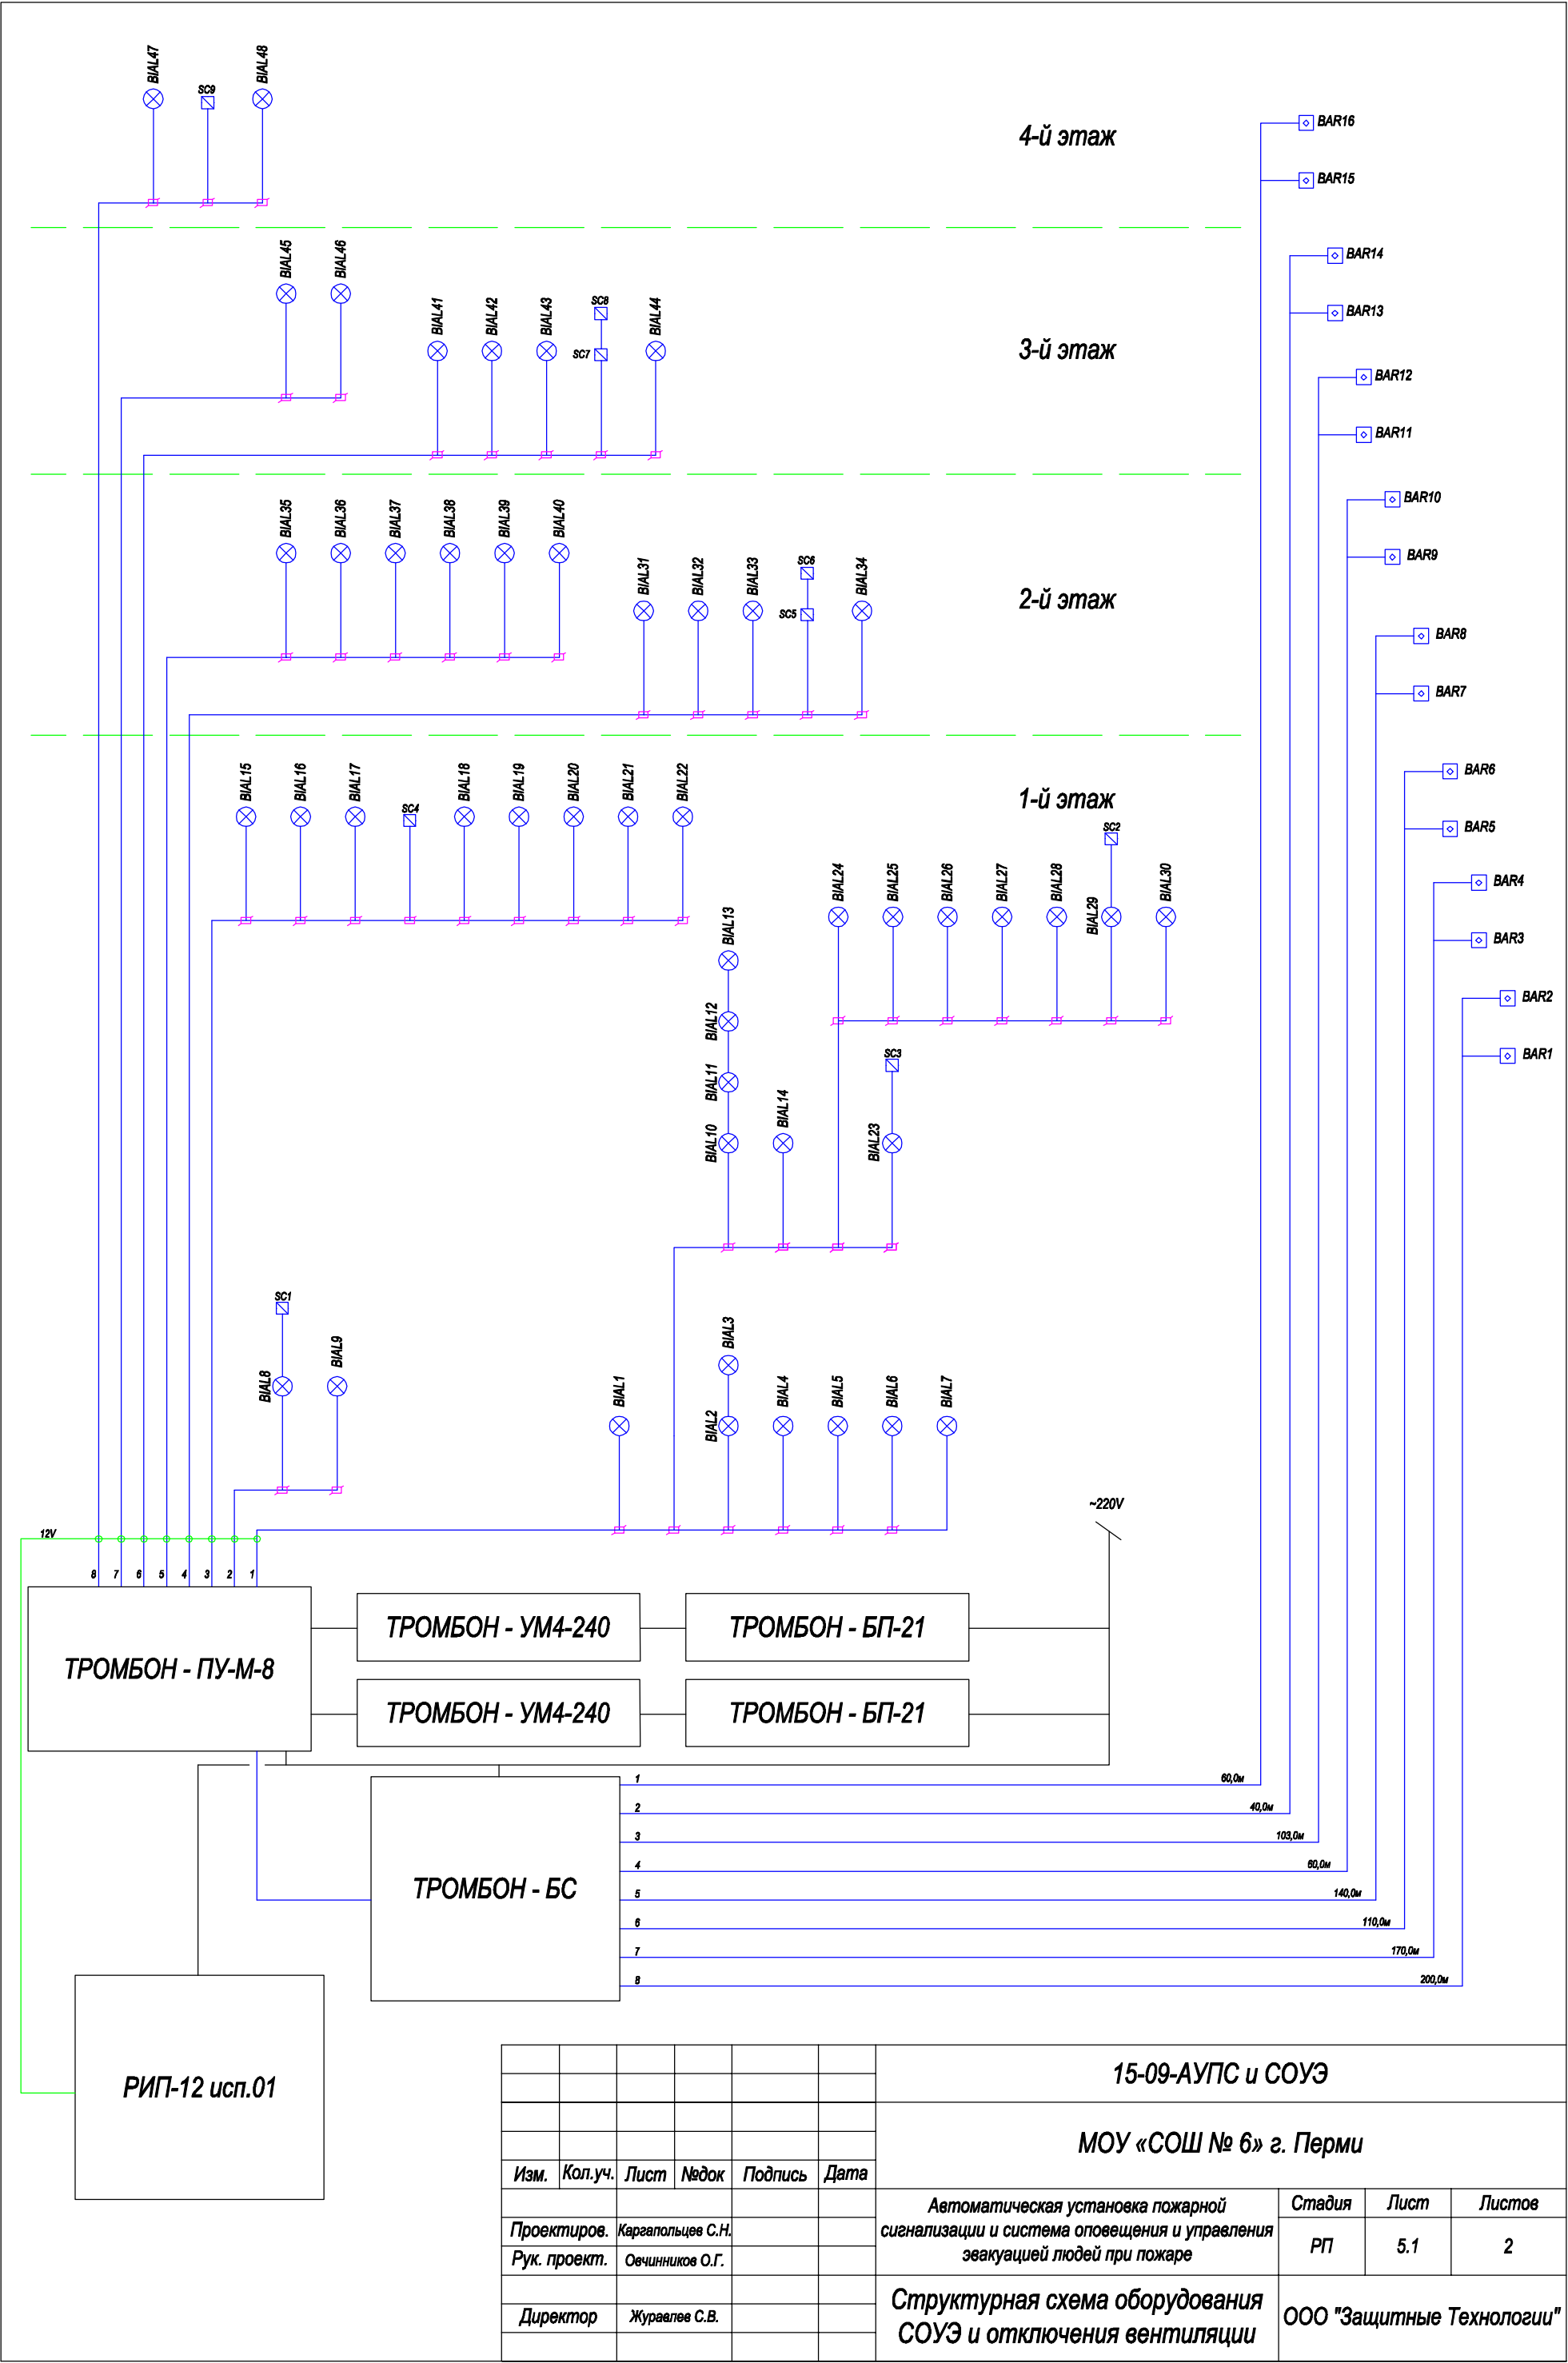 BIAL47
SC9
BIAL48
4-й этаж
BAR16
BAR15
BIAL45
BIAL46
BIAL41
BIAL42
BIAL43
SC8
SC7
BIAL44
3-й этаж
BAR14
BAR13
BAR12
BAR11
BIAL35
BIAL36
BIAL37
BIAL38
BIAL39
BIAL40
BIAL31
BIAL32
BIAL33
SC6
SC5
BIAL34
2-й этаж
BAR10
BAR9
BAR8
BAR7
BIAL15
BIAL16
BIAL17
SC4
BIAL18
BIAL19
BIAL20
BIAL21
BIAL22
1-й этаж
BAR6
BAR5
BAR4
BAR3
BAR2
BAR1
BIAL24
BIAL25
BIAL26
BIAL27
BIAL28
SC2
BIAL29
BIAL30
BIAL13
BIAL12
BIAL11
BIAL10
BIAL14
SC3
BIAL23
SC1
BIAL8
BIAL9
BIAL1
BIAL3
BIAL2
BIAL4
BIAL5
BIAL6
BIAL7
~220V
12V
8 7 6 5 4 3 2 1
ТРОМБОН - ПУ-М-8
ТРОМБОН - УМ4-240
ТРОМБОН - БП-21
ТРОМБОН - УМ4-240
ТРОМБОН - БП-21
ТРОМБОН - БС
1 60,0м
2 40,0м
3 103,0м
4 60,0м
5 140,0м
6 110,0м
7 170,0м
8 200,0м
РИП-12 исп.01
15-09-АУПС и СОУЭ
МОУ «СОШ № 6» г. Перми
Изм. Кол.уч. Лист №док Подпись Дата
Проектиров. Каргапольцев С.Н.
Рук. проект. Овчинников О.Г.
Директор Журавлев С.В.
Автоматическая установка пожарной
сигнализации и система оповещения и управления
эвакуацией людей при пожаре
Стадия Лист Листов
РП 5.1 2
Структурная схема оборудования
СОУЭ и отключения вентиляции
ООО "Защитные Технологии"